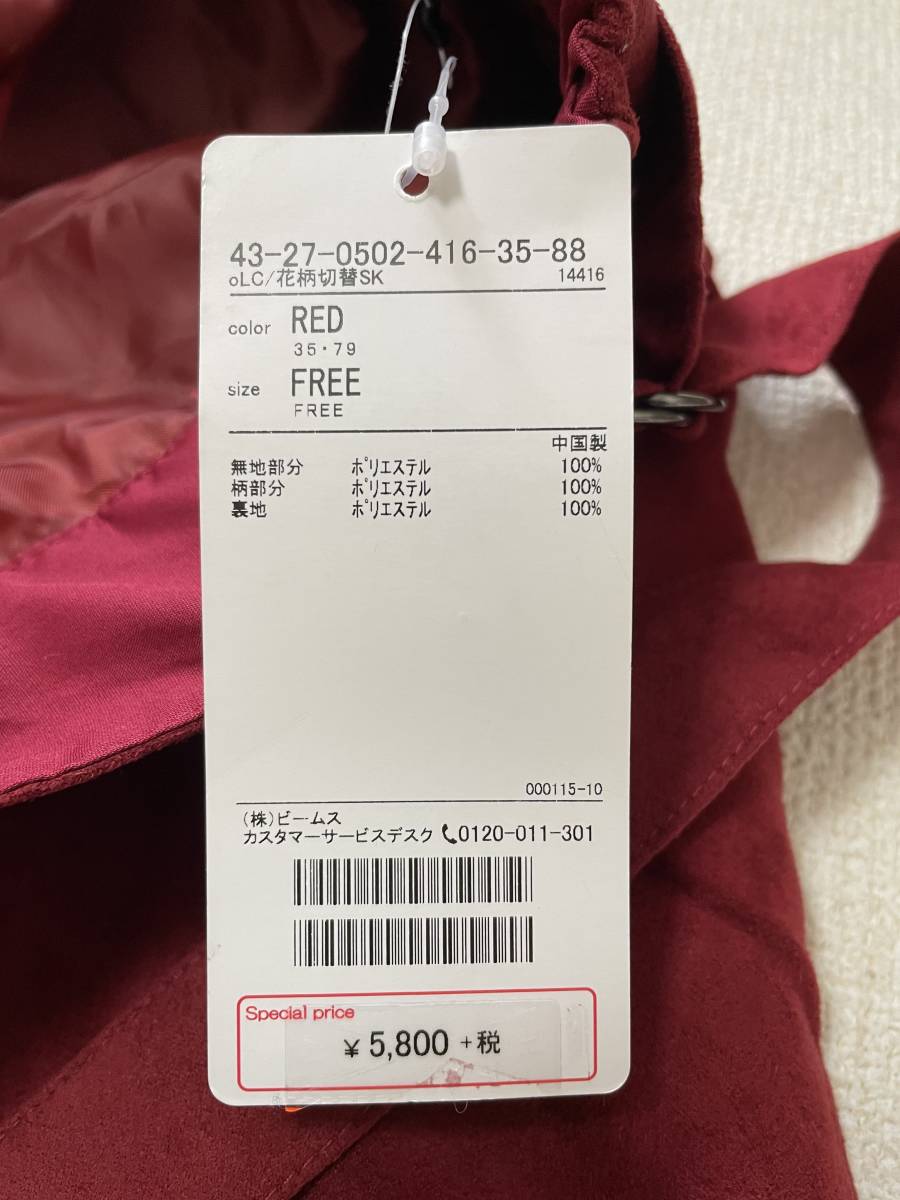 43-27-0502-416-35-88
oLC/花柄切替SK 14416
color RED
35・79
size FREE
FREE
中国製
無地部分 ﾎﾟﾘエステル 100%
柄部分 ﾎﾟﾘエステル 100%
裏地 ﾎﾟﾘエステル 100%
000115-10
(株)ビームス
カスタマーサービスデスク 0120-011-301
Special price
¥ 5,800 +税